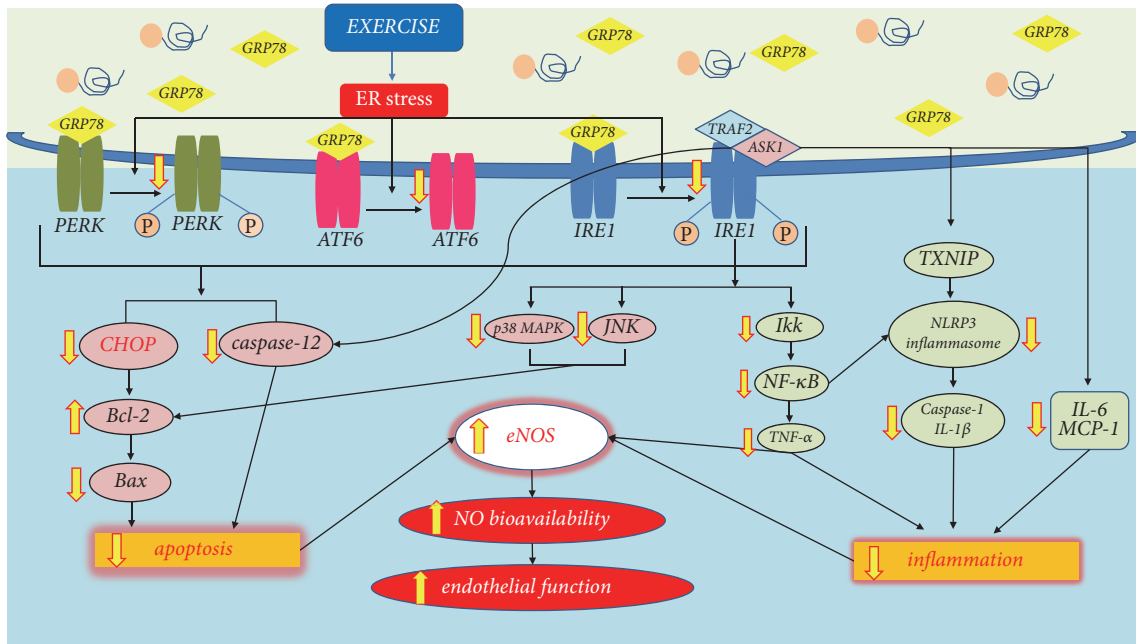 EXERCISE
GRP78
GRP78
GRP78
GRP78
GRP78
GRP78
ER stress
GRP78
GRP78
GRP78
GRP78
TRAF2
ASK1
PERK
P
PERK
P
ATF6
ATF6
IRE1
P
IRE1
P
TXNIP
CHOP
caspase-12
p38 MAPK
JNK
Ikk
NLRP3
inflammasome
NF-κB
Bcl-2
eNOS
TNF-α
Caspase-1
IL-1β
IL-6
MCP-1
Bax
NO bioavailability
apoptosis
inflammation
endothelial function